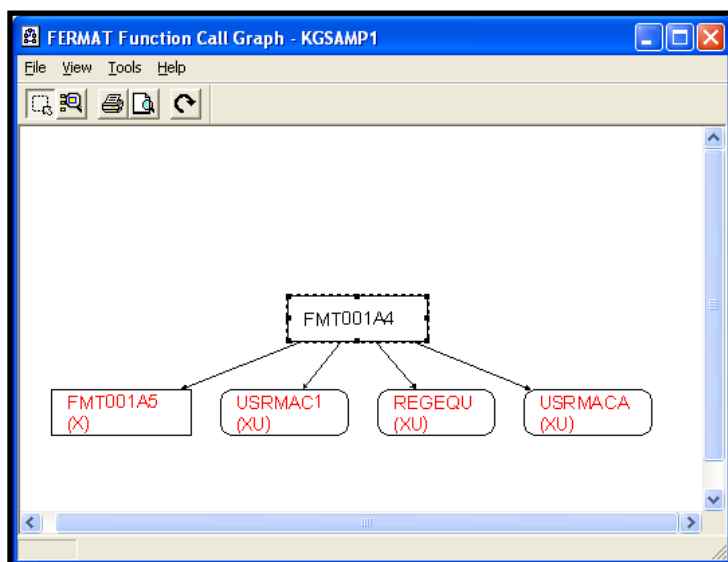 FERMAT Function Call Graph - KGSAMP1
File View Tools Help
FMT001A4
FMT001A5
(X)
USRMAC1
(XU)
REGEQU
(XU)
USRMACA
(XU)